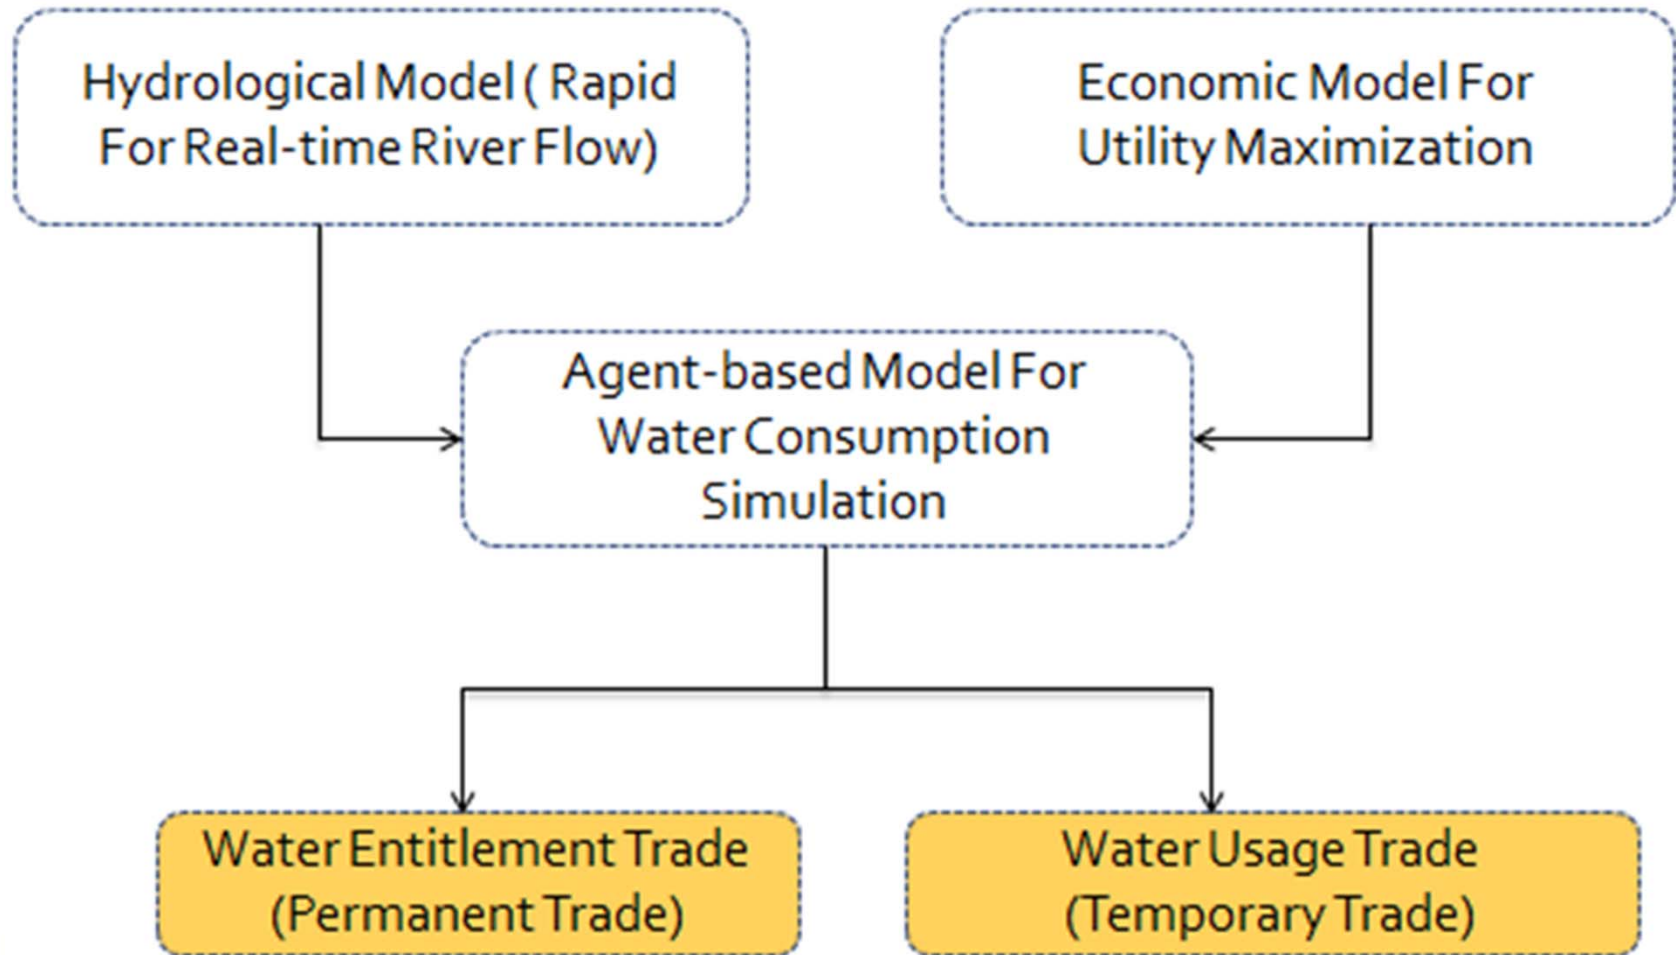 Hydrological Model ( Rapid
For Real-time River Flow)
Economic Model For
Utility Maximization
Agent-based Model For
Water Consumption
Simulation
Water Entitlement Trade
(Permanent Trade)
Water Usage Trade
(Temporary Trade)